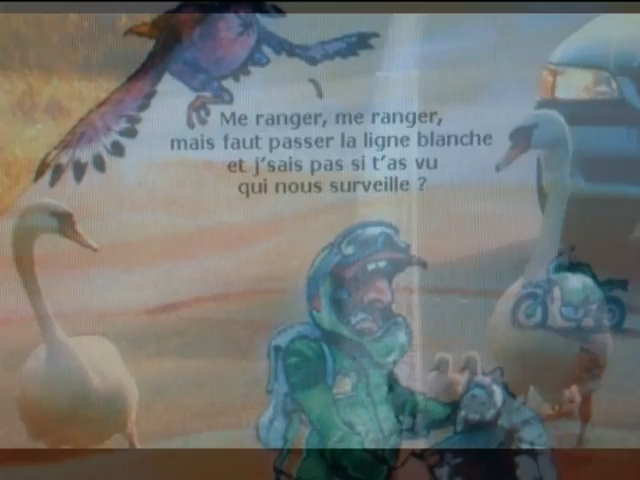 Me ranger, me ranger,
mais faut passer la ligne blanche
et j'sais pas si t'as vu
qui nous surveille ?